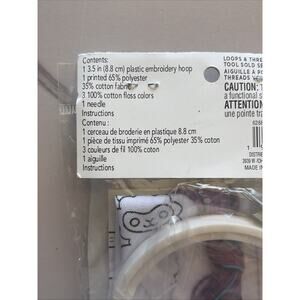 Contents:
1 3.5 in (8.8 cm) plastic embroidery hoop
1 printed 65% polyester
35% cotton fabric
3 100% cotton floss colors
1 needle
Instructions
Contenu :
1 cerceau de broderie en plastique 8.8 cm
1 pièce de tissu imprimé 65% polyester 35% coton
3 couleurs de fil 100% coton
1 aiguille
Instructions
LOOPS & THRE
TOOL SOLD SE
AIGUILLE A PO
THREADS VEN
CAUTION: T
a functional s
ATTENTION
une pointe tra
MADE IN